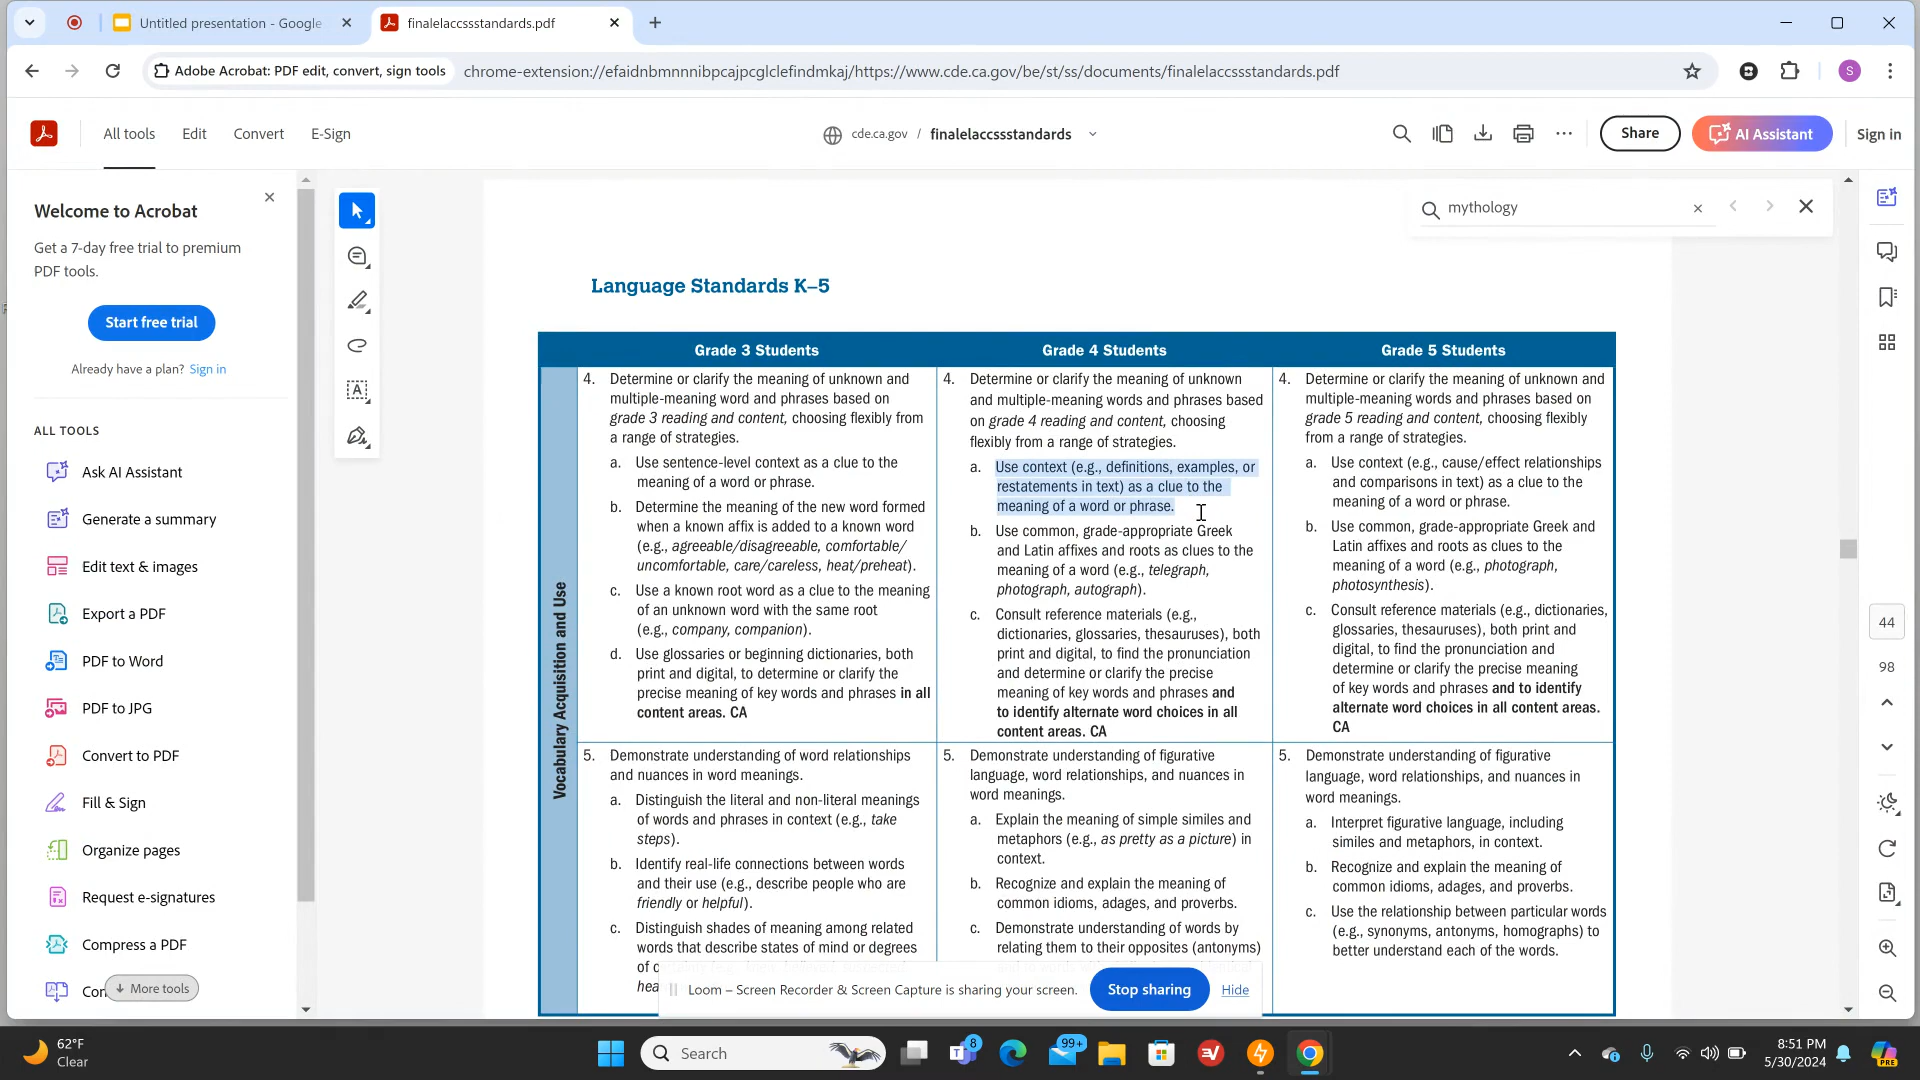 Untitled presentation - Google
finalelaccssstandards.pdf
Adobe Acrobat: PDF edit, convert, sign tools
chrome-extension://efaidnbmnnnibpcajpcglclefindmkaj/https://www.cde.ca.gov/be/st/ss/documents/finalelaccssstandards.pdf
S
All tools
Edit
Convert
E-Sign
cde.ca.gov / finalelaccssstandards
Share
AI Assistant
Sign in
Welcome to Acrobat
Get a 7-day free trial to premium
PDF tools.
Start free trial
Already have a plan? Sign in
ALL TOOLS
Ask AI Assistant
Generate a summary
Edit text & images
Export a PDF
PDF to Word
PDF to JPG
Convert to PDF
Fill & Sign
Organize pages
Request e-signatures
Compress a PDF
Con
More tools
mythology
Language Standards K–5
Vocabulary Acquisition and Use
Grade 3 Students
4. Determine or clarify the meaning of unknown and
multiple-meaning word and phrases based on
grade 3 reading and content, choosing flexibly from
a range of strategies.
a. Use sentence-level context as a clue to the
meaning of a word or phrase.
b. Determine the meaning of the new word formed
when a known affix is added to a known word
(e.g., agreeable/disagreeable, comfortable/
uncomfortable, care/careless, heat/preheat).
c. Use a known root word as a clue to the meaning
of an unknown word with the same root
(e.g., company, companion).
d. Use glossaries or beginning dictionaries, both
print and digital, to determine or clarify the
precise meaning of key words and phrases in all
content areas. CA
5. Demonstrate understanding of word relationships
and nuances in word meanings.
a. Distinguish the literal and non-literal meanings
of words and phrases in context (e.g., take
steps).
b. Identify real-life connections between words
and their use (e.g., describe people who are
friendly or helpful).
c. Distinguish shades of meaning among related
words that describe states of mind or degrees
of
Grade 4 Students
4. Determine or clarify the meaning of unknown
and multiple-meaning words and phrases based
on grade 4 reading and content, choosing
flexibly from a range of strategies.
a. Use context (e.g., definitions, examples, or
restatements in text) as a clue to the
meaning of a word or phrase.
b. Use common, grade-appropriate Greek
and Latin affixes and roots as clues to the
meaning of a word (e.g., telegraph,
photograph, autograph).
c. Consult reference materials (e.g.,
dictionaries, glossaries, thesauruses), both
print and digital, to find the pronunciation
and determine or clarify the precise
meaning of key words and phrases and
to identify alternate word choices in all
content areas. CA
5. Demonstrate understanding of figurative
language, word relationships, and nuances in
word meanings.
a. Explain the meaning of simple similes and
metaphors (e.g., as pretty as a picture) in
context.
b. Recognize and explain the meaning of
common idioms, adages, and proverbs.
c. Demonstrate understanding of words by
relating them to their opposites (antonyms)
Grade 5 Students
4. Determine or clarify the meaning of unknown and
multiple-meaning words and phrases based on
grade 5 reading and content, choosing flexibly
from a range of strategies.
a. Use context (e.g., cause/effect relationships
and comparisons in text) as a clue to the
meaning of a word or phrase.
b. Use common, grade-appropriate Greek and
Latin affixes and roots as clues to the
meaning of a word (e.g., photograph,
photosynthesis).
c. Consult reference materials (e.g., dictionaries,
glossaries, thesauruses), both print and
digital, to find the pronunciation and
determine or clarify the precise meaning
of key words and phrases and to identify
alternate word choices in all content areas.
CA
5. Demonstrate understanding of figurative
language, word relationships, and nuances in
word meanings.
a. Interpret figurative language, including
similes and metaphors, in context.
b. Recognize and explain the meaning of
common idioms, adages, and proverbs.
c. Use the relationship between particular words
(e.g., synonyms, antonyms, homographs) to
better understand each of the words.
44
98
Loom – Screen Recorder & Screen Capture is sharing your screen.
Stop sharing
Hide
62°F
Clear
Search
8
99+
8:51 PM
5/30/2024
PRE